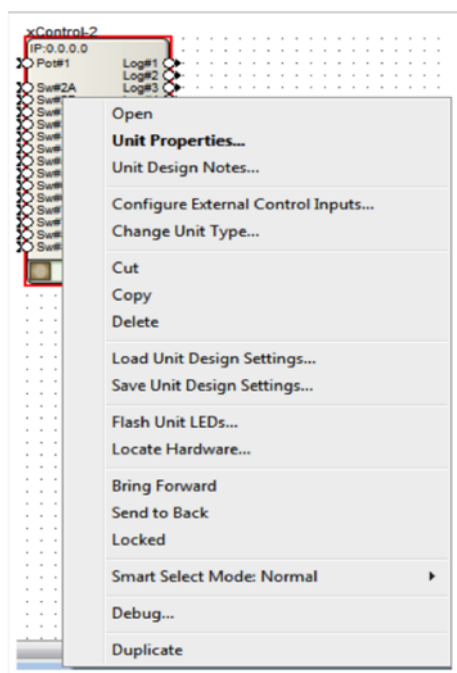 xControl-2
IP:0.0.0.0
Pot#1 Log#1
Log#2
Sw#2A Log#3
Open
Unit Properties...
Unit Design Notes...
Configure External Control Inputs...
Change Unit Type...
Cut
Copy
Delete
Load Unit Design Settings...
Save Unit Design Settings...
Flash Unit LEDs...
Locate Hardware...
Bring Forward
Send to Back
Locked
Smart Select Mode: Normal
Debug...
Duplicate